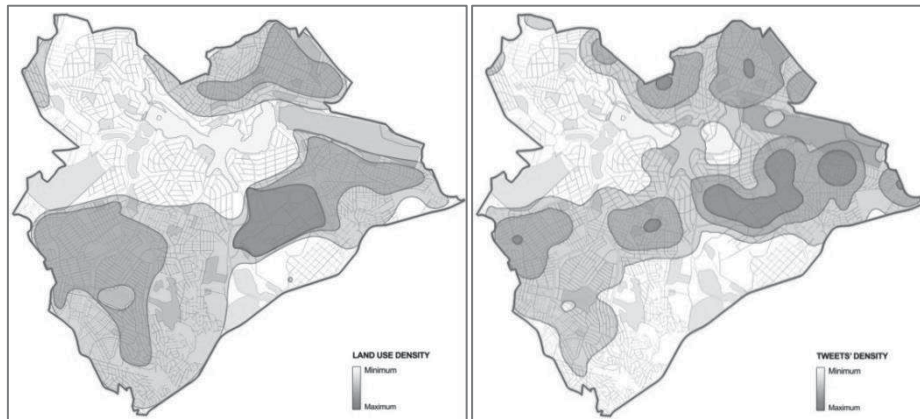 LAND USE DENSITY
Minimum
Maximum
TWEETS' DENSITY
Minimum
Maximum